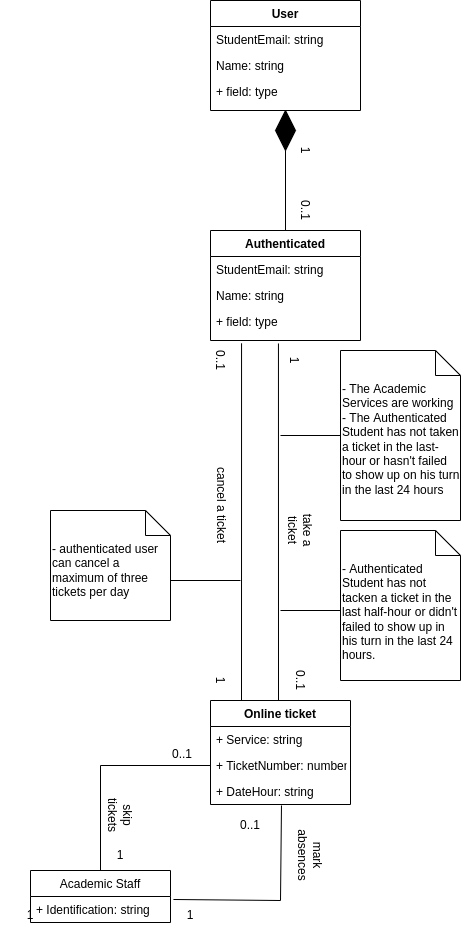 User
StudentEmail: string
Name: string
+ field: type
1
0..1
Authenticated
StudentEmail: string
Name: string
+ field: type
0..1
1
- The Academic
Services are working
- The Authenticated
Student has not taken
a ticket in the last-
hour or hasn't failed
to show up on his turn
in the last 24 hours
cancel a ticket
take a
ticket
- authenticated user
can cancel a
maximum of three
tickets per day
- Authenticated
Student has not
tacken a ticket in the
last half-hour or didn't
failed to show up in
his turn in the last 24
hours.
1
0..1
Online ticket
+ Service: string
+ TicketNumber: number
+ DateHour: string
0..1
0..1
skip
tickets
mark
absences
1
Academic Staff
+ Identification: string
1
1